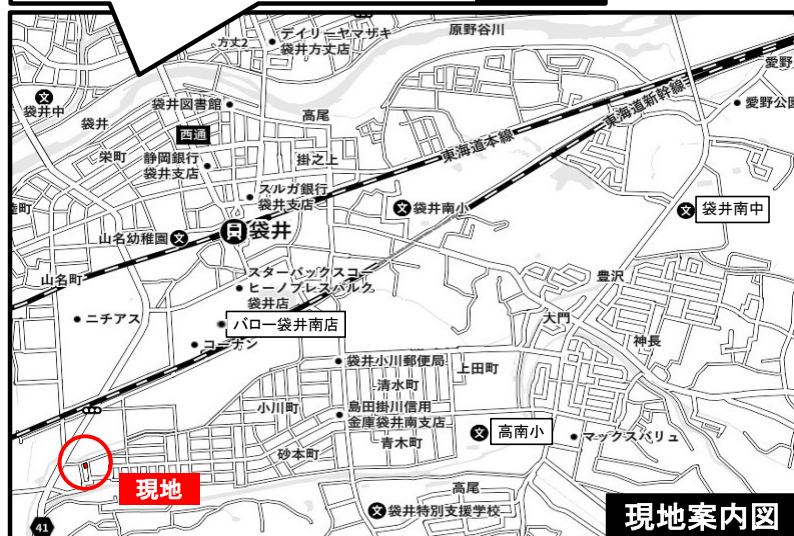 デイリーヤマザキ
袋井方丈店
方丈2
原野谷川
愛野
袋井中
袋井図書館
愛野公園
袋井
高尾
東海道新幹線
西通
東海道本線
栄町
静岡銀行
袋井支店
掛之上
スルガ銀行
袋井支店
袋井南小
袋井南中
山名幼稚園
袋井
山名町
スターバックスコー
ヒーノブレスパルク
袋井店
豊沢
ニチアス
バロー袋井南店
大門
コーナン
神長
袋井小川郵便局
上田町
清水町
小川町
島田掛川信用
金庫袋井南支店
高南小
青木町
マックスバリュ
砂本町
現地
高尾
袋井特別支援学校
41
現地案内図